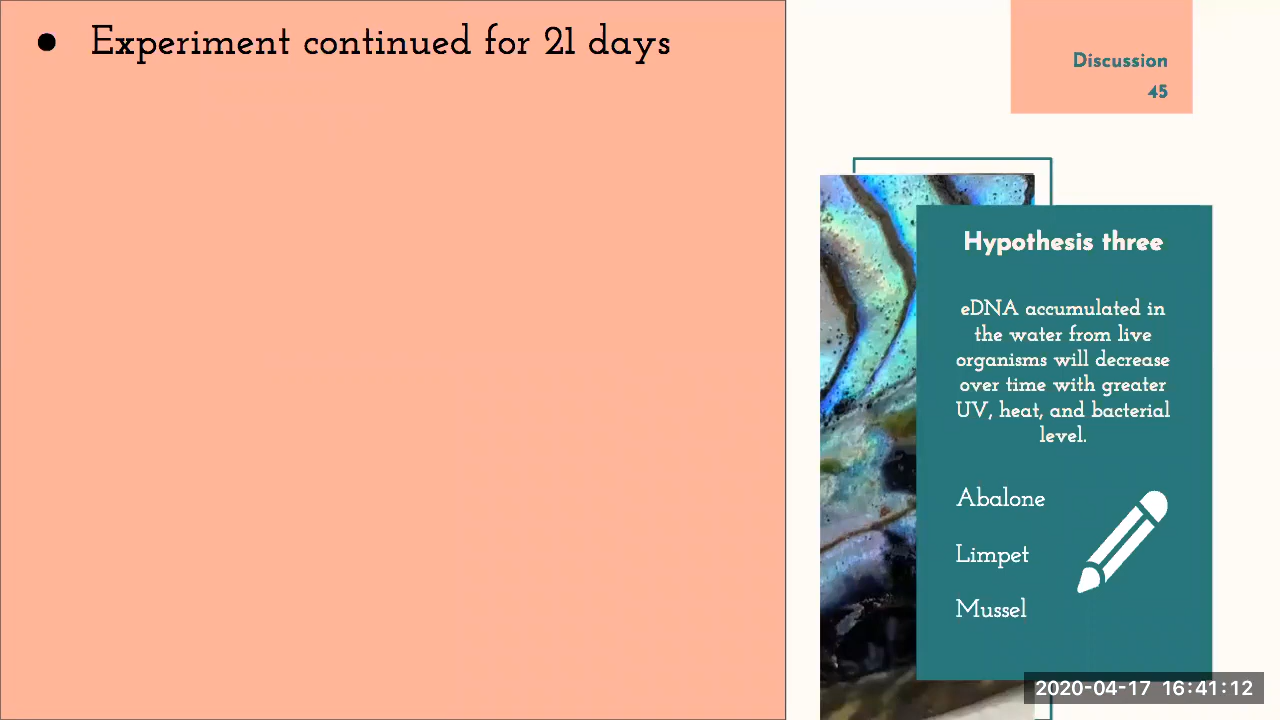 ● Experiment continued for 21 days
Discussion
45
Hypothesis three
eDNA accumulated in
the water from live
organisms will decrease
over time with greater
UV, heat, and bacterial
level.
Abalone
Limpet
Mussel
2020-04-17 16:41:12